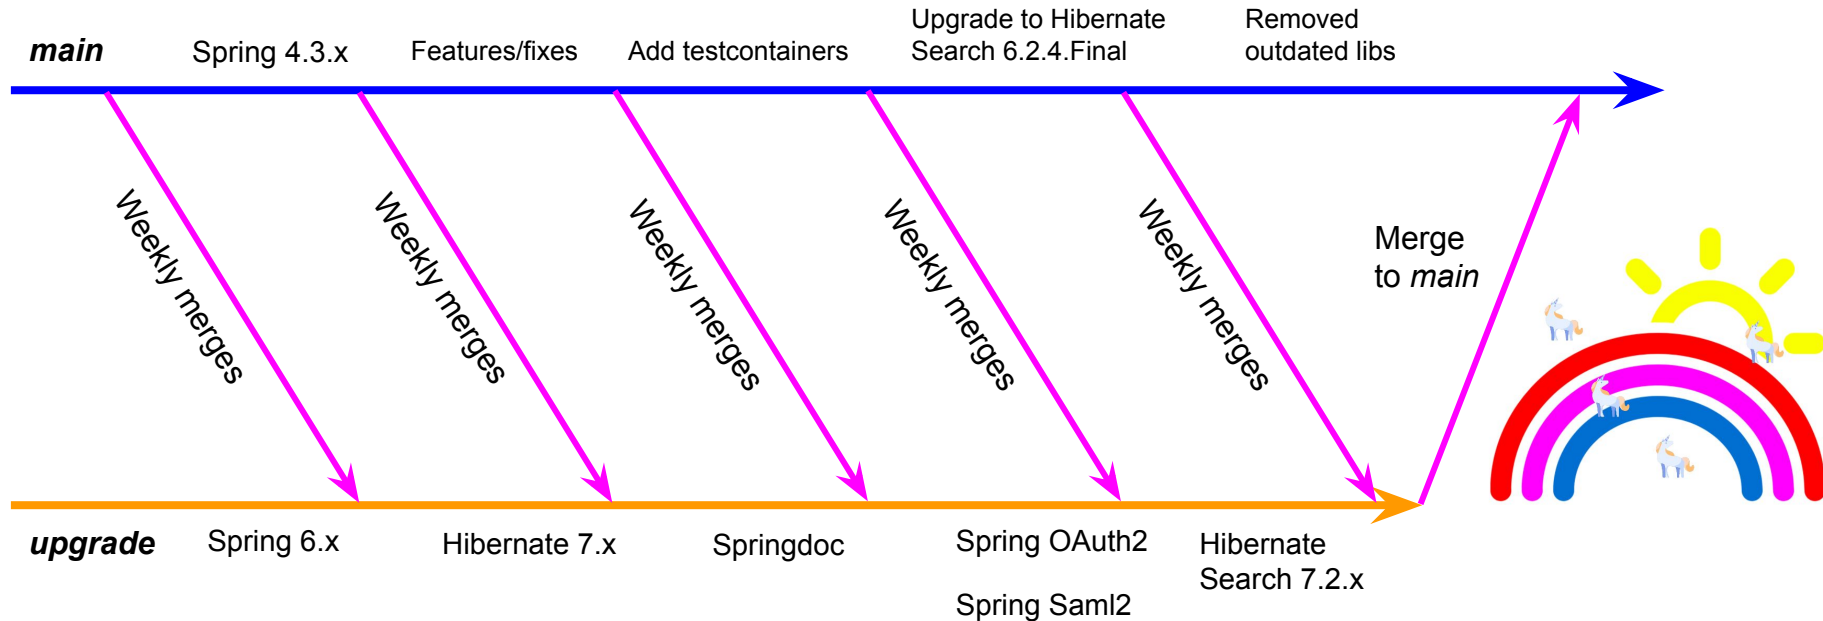 main
Spring 4.3.x
Features/fixes
Add testcontainers
Upgrade to Hibernate
Search 6.2.4.Final
Removed
outdated libs
Weekly merges
Weekly merges
Weekly merges
Weekly merges
Weekly merges
Merge
to main
upgrade
Spring 6.x
Hibernate 7.x
Springdoc
Spring OAuth2
Spring Saml2
Hibernate
Search 7.2.x